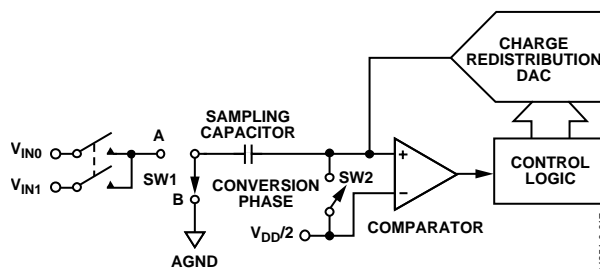 CHARGE
REDISTRIBUTION
DAC
SAMPLING
CAPACITOR
A
VIN0
VIN1
SW1
B
CONVERSION
PHASE
SW2
+
−
COMPARATOR
CONTROL
LOGIC
VDD/2
AGND